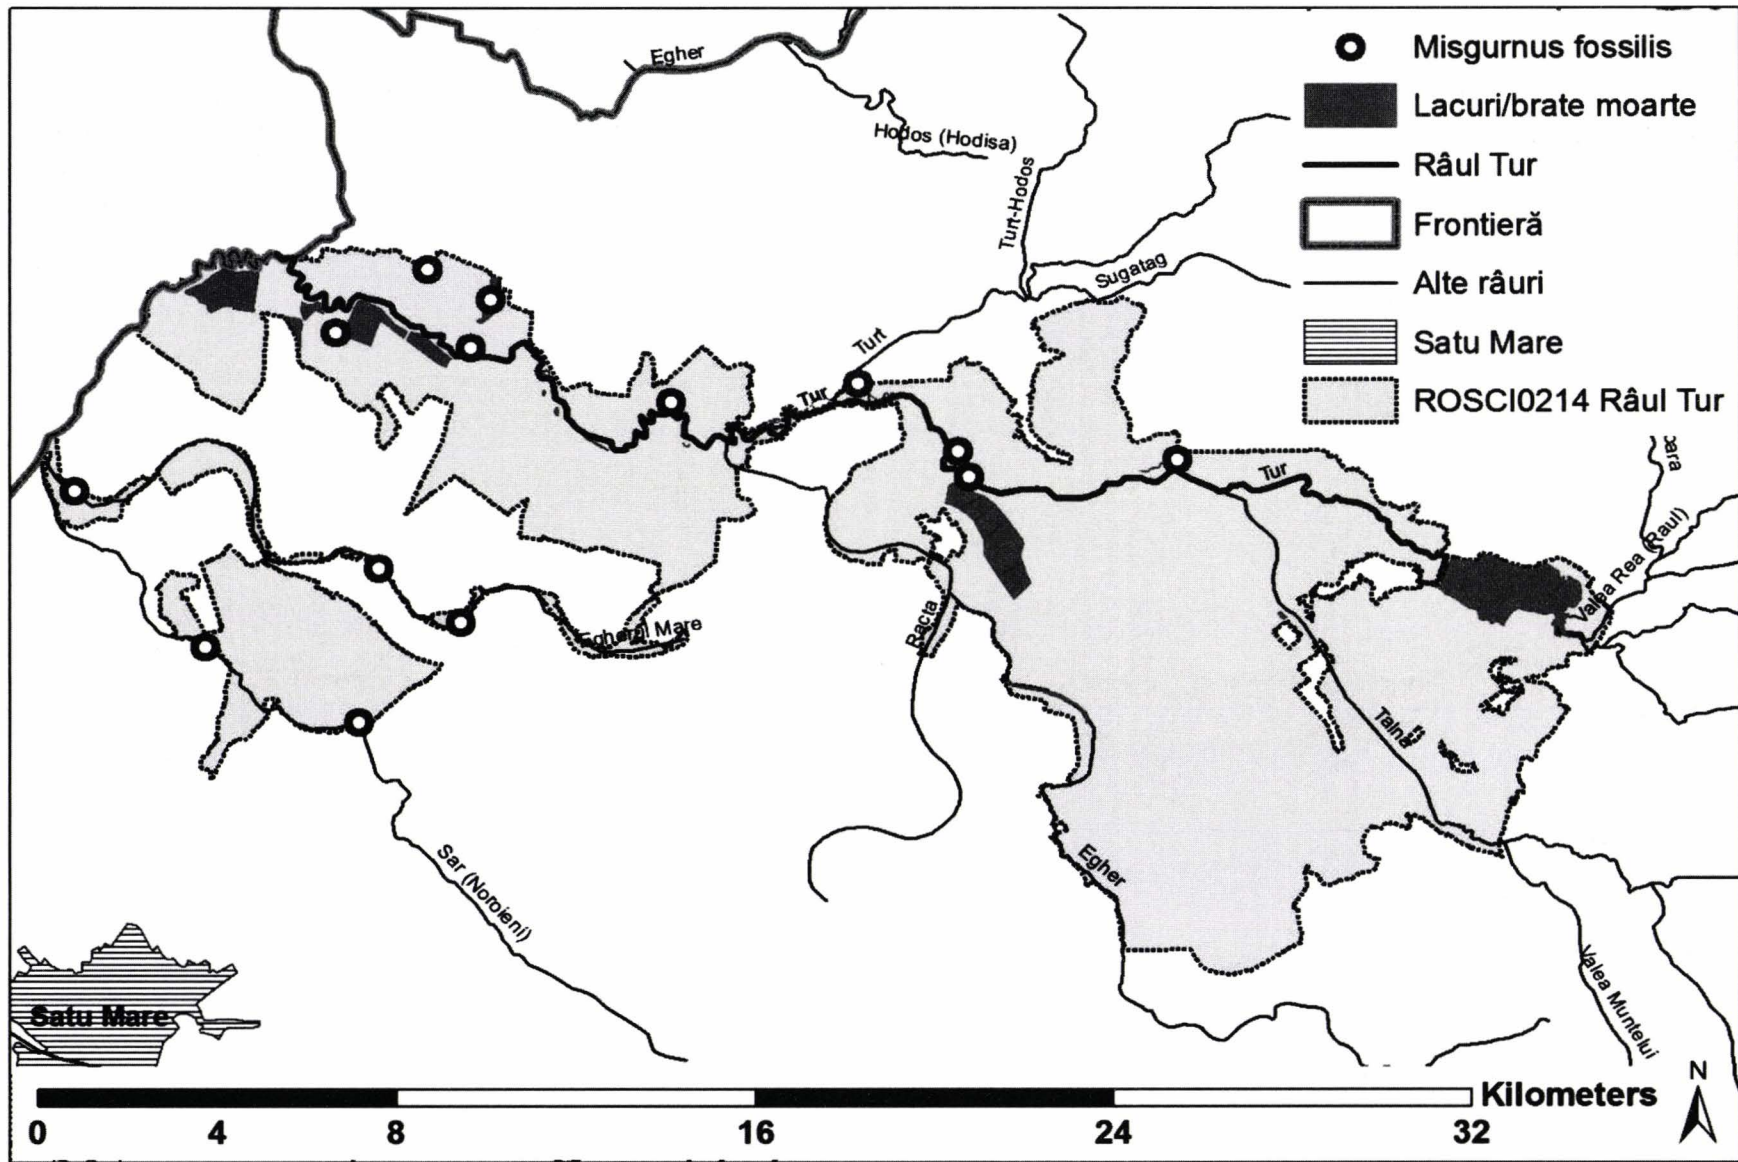 Misgurnus fossilis
Lacuri/brate moarte
Râul Tur
Frontieră
Alte râuri
Satu Mare
ROSCI0214 Râul Tur
Egher
Hodos (Hodisa)
Turt-Hodos
Sugatag
Turt
Tur
Tur
Valea Rea (Raul)
Egherul Mare
Racta
Talna
Egher
Sar (Noroieni)
Valea Muntelui
Satu Mare
N
Kilometers
0 4 8 16 24 32